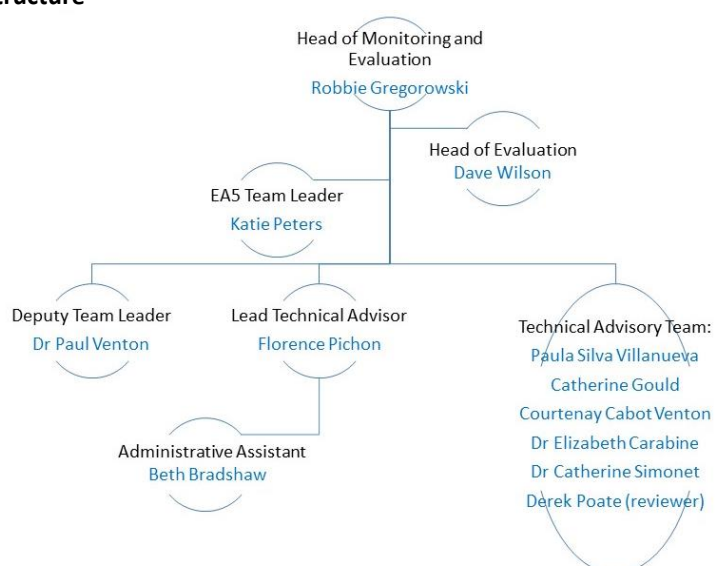 Head of Monitoring and
Evaluation
Robbie Gregorowski
Head of Evaluation
Dave Wilson
EA5 Team Leader
Katie Peters
Deputy Team Leader
Dr Paul Venton
Lead Technical Advisor
Florence Pichon
Technical Advisory Team:
Paula Silva Villanueva
Catherine Gould
Courtenay Cabot Venton
Dr Elizabeth Carabine
Dr Catherine Simonet
Derek Poate (reviewer)
Administrative Assistant
Beth Bradshaw